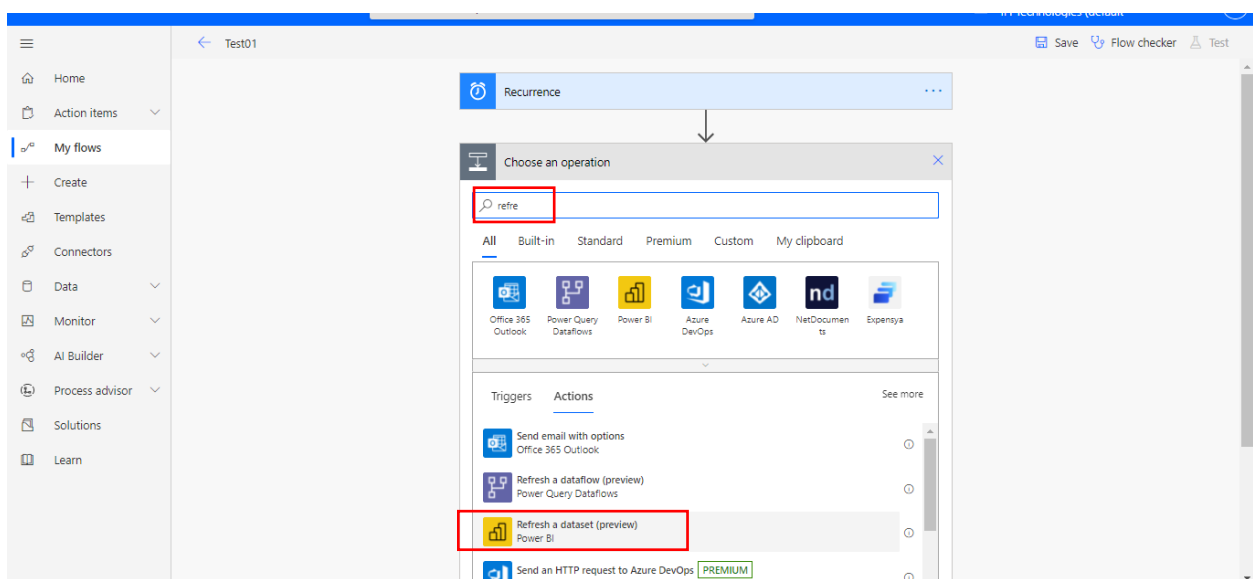 Test01
Save
Flow checker
Test
Home
Action items
My flows
Create
Templates
Connectors
Data
Monitor
AI Builder
Process advisor
Solutions
Learn
Recurrence
Choose an operation
refre
All Built-in Standard Premium Custom My clipboard
Office 365
Outlook
Power Query
Dataflows
Power BI
Azure
DevOps
Azure AD
NetDocumen
ts
nd
Expensya
Triggers Actions See more
Send email with options
Office 365 Outlook
Refresh a dataflow (preview)
Power Query Dataflows
Refresh a dataset (preview)
Power BI
Send an HTTP request to Azure DevOps PREMIUM